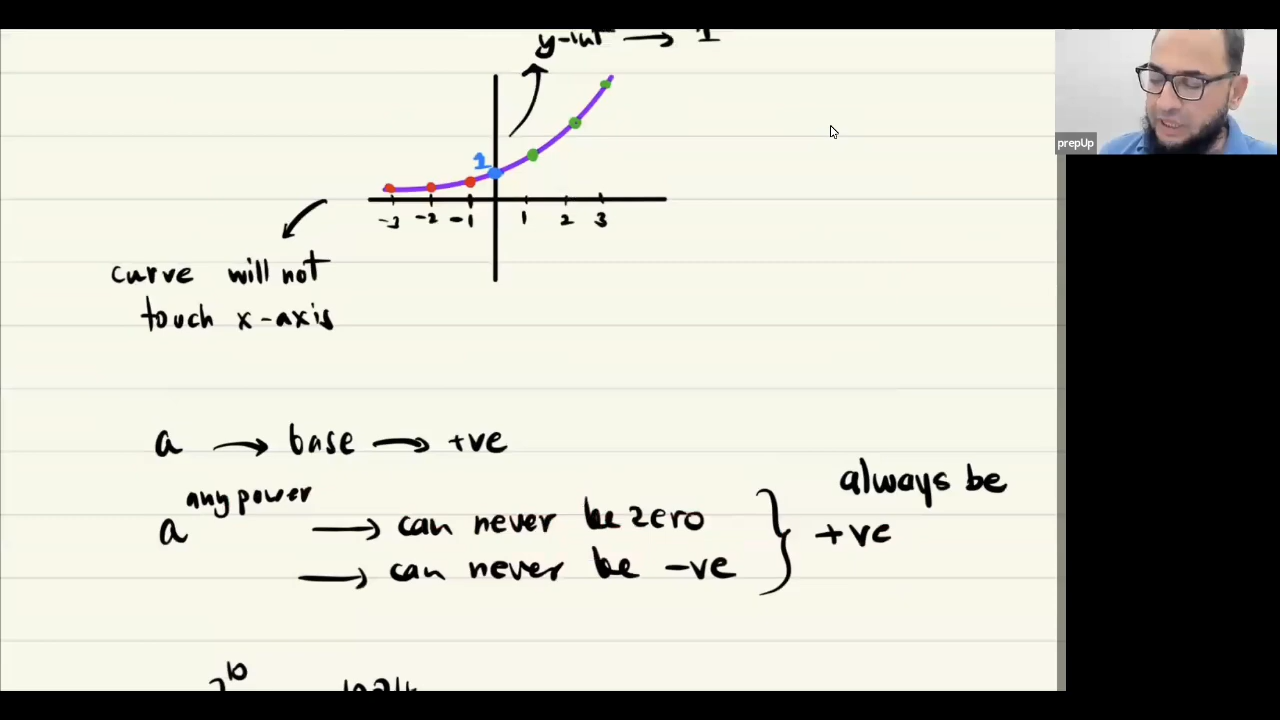 y-int → 1
prepUp
1
-3 -2 -1 1 2 3
curve will not
touch x-axis
a → base → +ve
a^any power → can never be zero
→ can never be -ve
always be
+ve